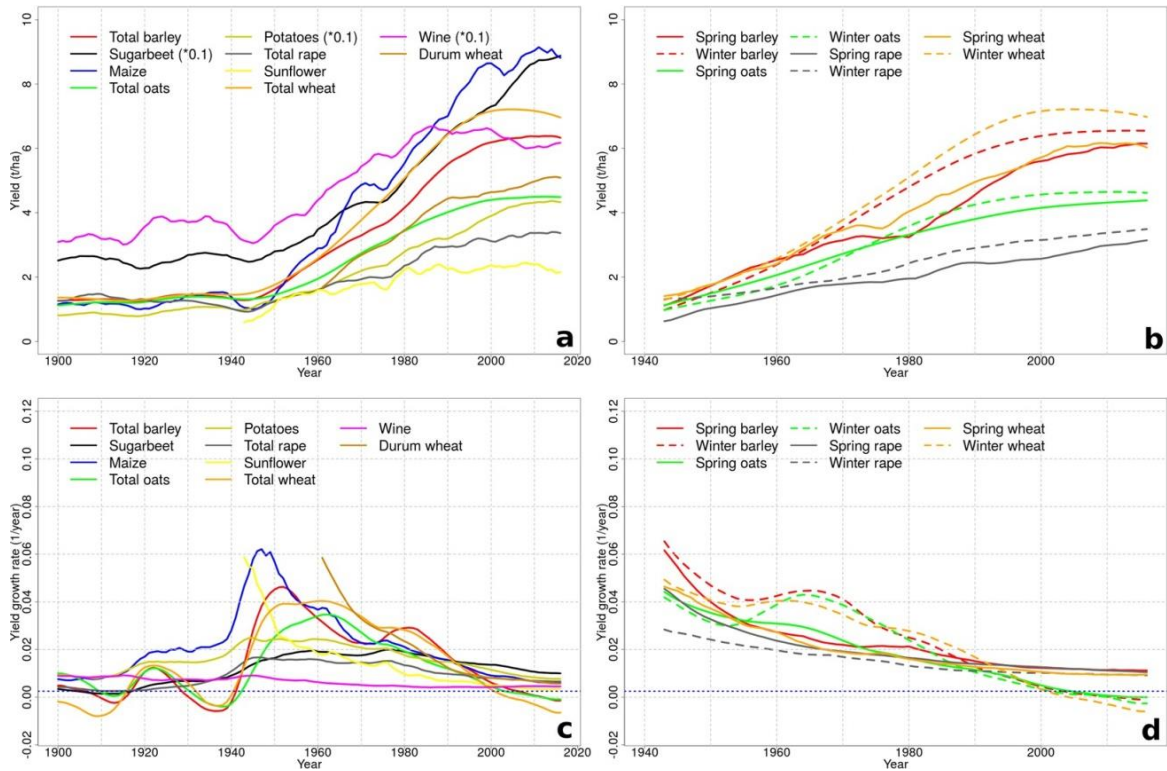 Yield (t/ha)
10
8
6
4
2
0
Total barley Potatoes (*0.1) Wine (*0.1)
Sugarbeet (*0.1) Total rape Durum wheat
Maize Sunflower
Total oats Total wheat
a
1900 1920 1940 1960 1980 2000 2020
Year
Yield (t/ha)
10
8
6
4
2
0
Spring barley Winter oats Spring wheat
Winter barley Spring rape Winter wheat
Spring oats Winter rape
b
1940 1960 1980 2000
Year
Yield growth rate (1/year)
0.12
0.10
0.08
0.06
0.04
0.02
0.00
-0.02
Total barley Potatoes Wine
Sugarbeet Total rape Durum wheat
Maize Sunflower
Total oats Total wheat
c
1900 1920 1940 1960 1980 2000 2020
Year
Yield growth rate (1/year)
0.12
0.10
0.08
0.06
0.04
0.02
0.00
-0.02
Spring barley Winter oats Spring wheat
Winter barley Spring rape Winter wheat
Spring oats Winter rape
d
1940 1960 1980 2000
Year